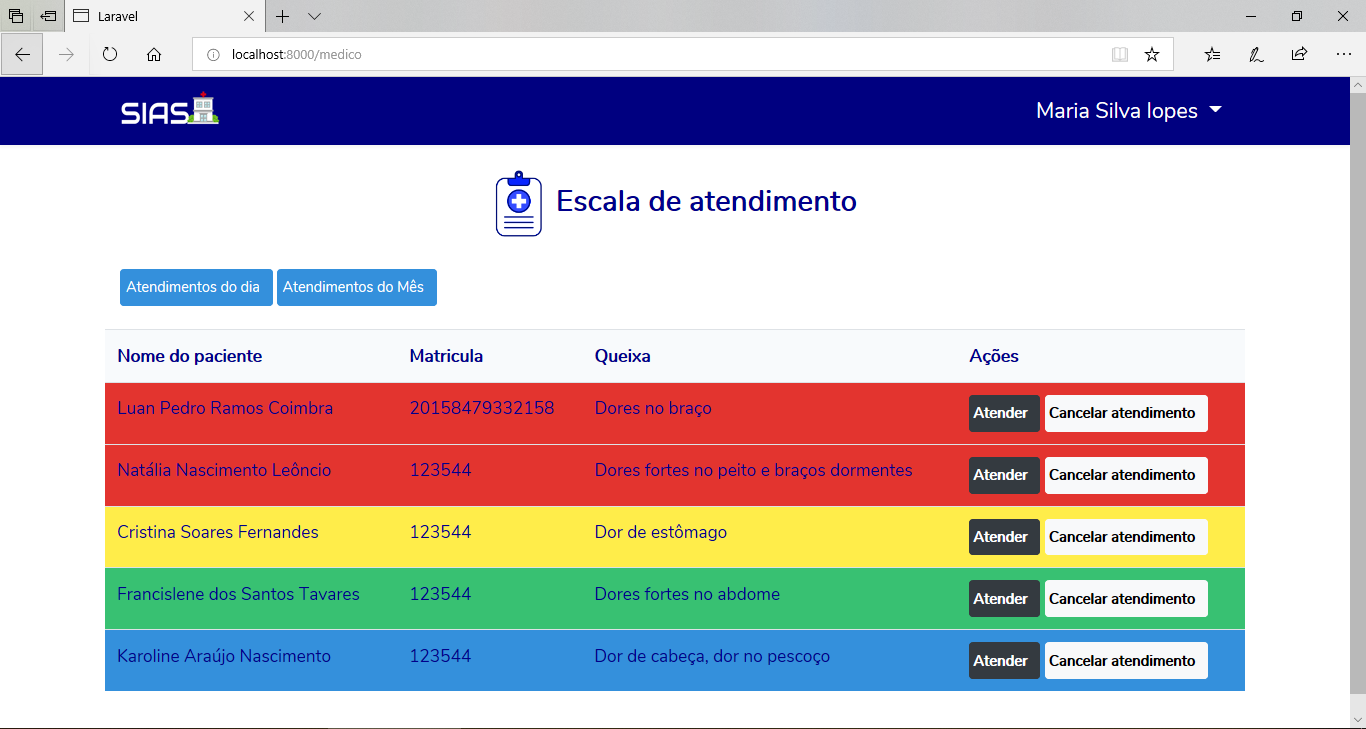 Laravel
localhost:8000/medico
SIAS
Maria Silva lopes
Escala de atendimento
Atendimentos do dia Atendimentos do Mês
Nome do paciente Matricula Queixa Ações
Luan Pedro Ramos Coimbra 20158479332158 Dores no braço Atender Cancelar atendimento
Natália Nascimento Leôncio 123544 Dores fortes no peito e braços dormentes Atender Cancelar atendimento
Cristina Soares Fernandes 123544 Dor de estômago Atender Cancelar atendimento
Francislene dos Santos Tavares 123544 Dores fortes no abdome Atender Cancelar atendimento
Karoline Araújo Nascimento 123544 Dor de cabeça, dor no pescoço Atender Cancelar atendimento